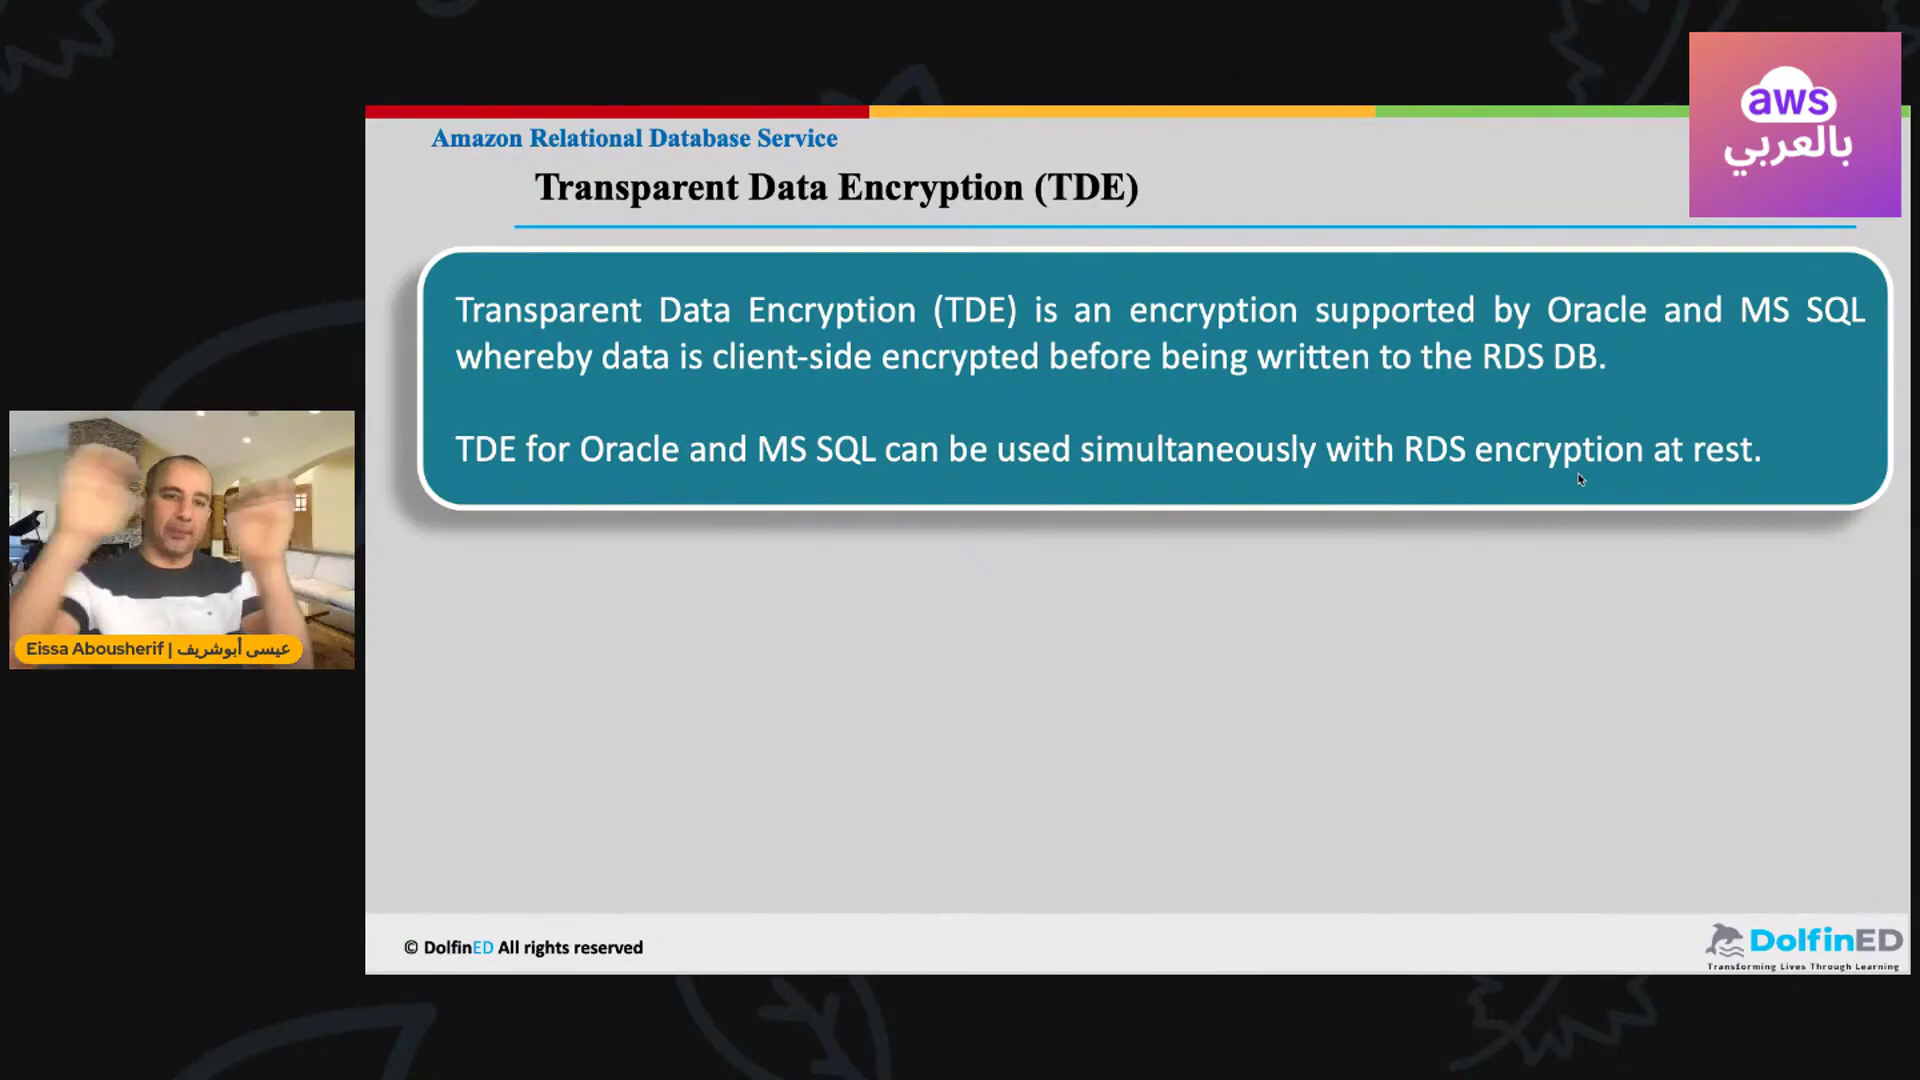 aws
بالعربي
Amazon Relational Database Service
Transparent Data Encryption (TDE)
Transparent Data Encryption (TDE) is an encryption supported by Oracle and MS SQL
whereby data is client-side encrypted before being written to the RDS DB.
TDE for Oracle and MS SQL can be used simultaneously with RDS encryption at rest.
Eissa Abousherif | عيسى أبوشريف
© DolfinED All rights reserved
DolfinED
Transforming Lives Through Learning